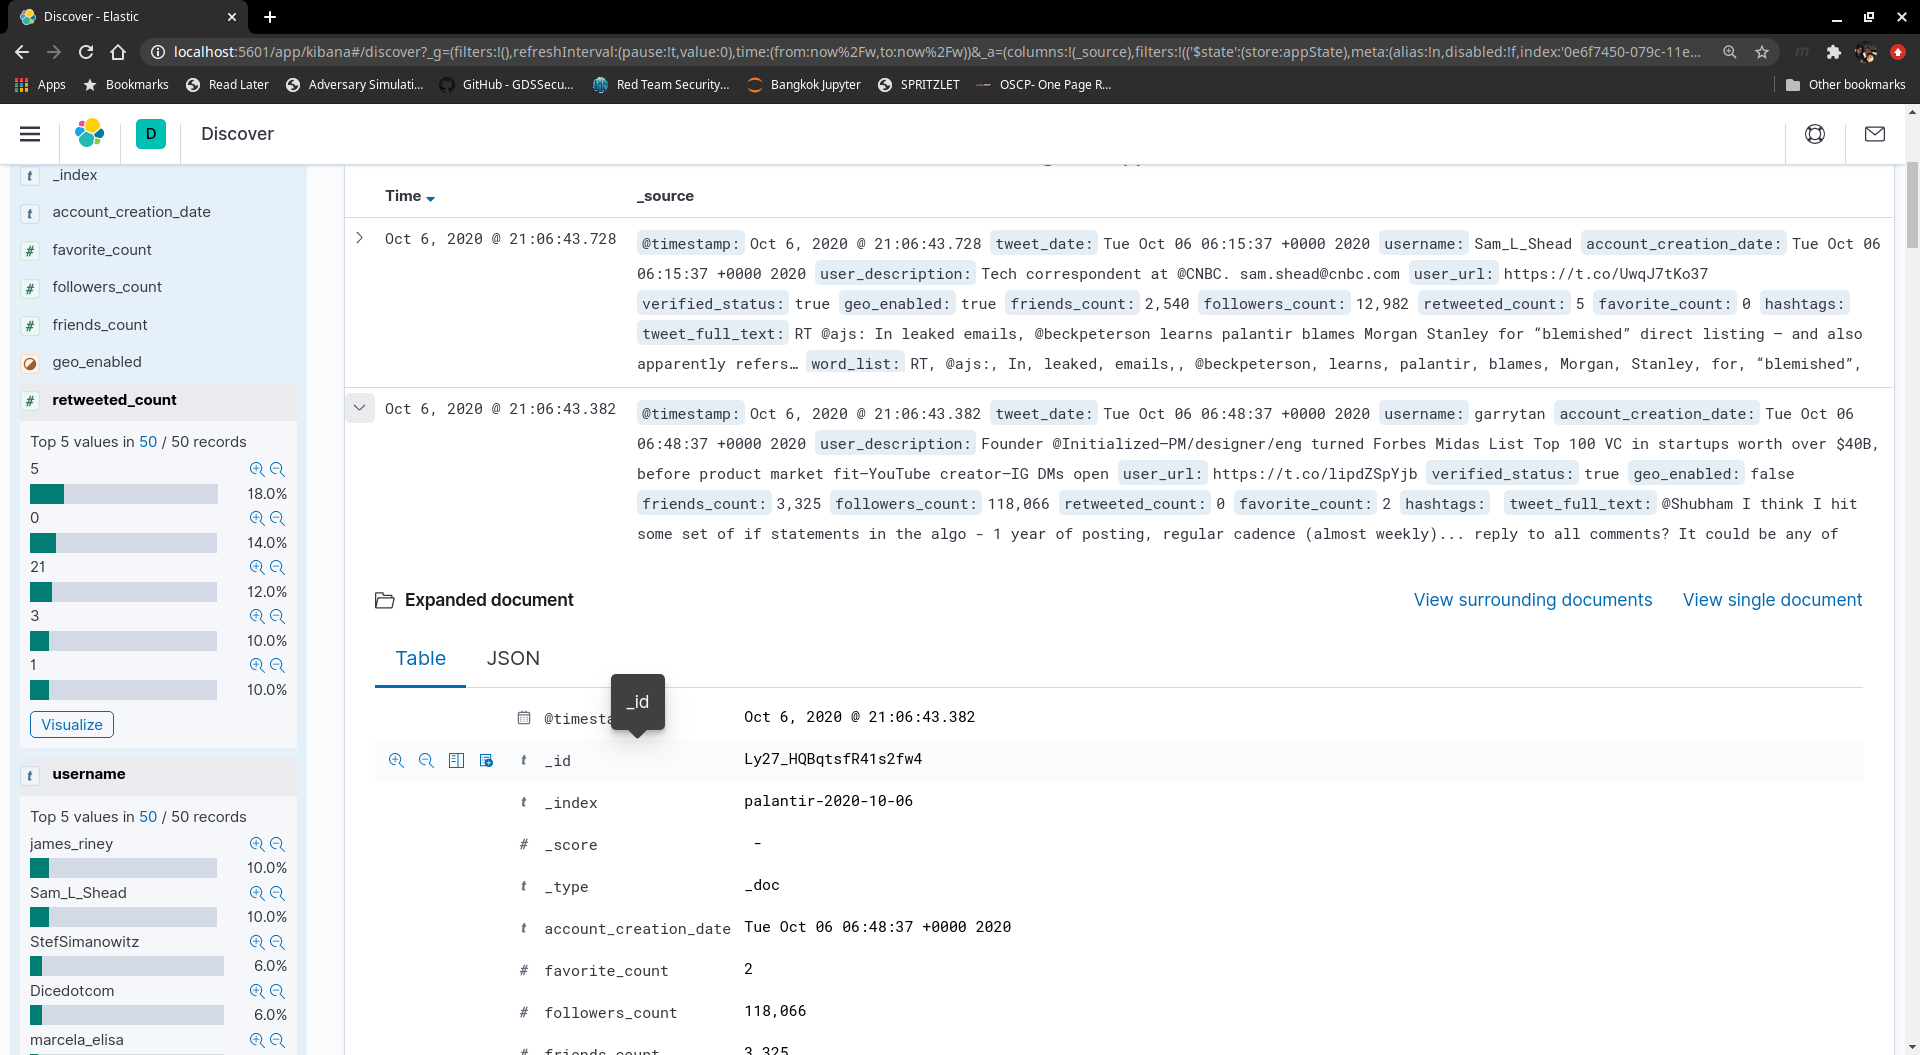 Discover - Elastic
localhost:5601/app/kibana#/discover?_g=(filters:!(),refreshInterval:(pause:!t,value:0),time:(from:now%2Fw,to:now%2Fw))&_a=(columns:!(_source),filters:!(('$state':(store:appState),meta:(alias:!n,disabled:!f,index:'0e6f7450-079c-11e...
Apps Bookmarks Read Later Adversary Simulati... GitHub - GDSSecu... Red Team Security... Bangkok Jupyter SPRITZLET OSCP- One Page R... Other bookmarks
D Discover
t _index
t account_creation_date
# favorite_count
# followers_count
# friends_count
geo_enabled
# retweeted_count
Top 5 values in 50 / 50 records
5
18.0%
0
14.0%
21
12.0%
3
10.0%
1
10.0%
Visualize
t username
Top 5 values in 50 / 50 records
james_riney
10.0%
Sam_L_Shead
10.0%
StefSimanowitz
6.0%
Dicedotcom
6.0%
marcela_elisa
Time _source
Oct 6, 2020 @ 21:06:43.728 @timestamp: Oct 6, 2020 @ 21:06:43.728 tweet_date: Tue Oct 06 06:15:37 +0000 2020 username: Sam_L_Shead account_creation_date: Tue Oct 06
06:15:37 +0000 2020 user_description: Tech correspondent at @CNBC. sam.shead@cnbc.com user_url: https://t.co/UwqJ7tKo37
verified_status: true geo_enabled: true friends_count: 2,540 followers_count: 12,982 retweeted_count: 5 favorite_count: 0 hashtags:
tweet_full_text: RT @ajs: In leaked emails, @beckpeterson learns palantir blames Morgan Stanley for “blemished” direct listing — and also
apparently refers… word_list: RT, @ajs:, In, leaked, emails,, @beckpeterson, learns, palantir, blames, Morgan, Stanley, for, “blemished”,
Oct 6, 2020 @ 21:06:43.382 @timestamp: Oct 6, 2020 @ 21:06:43.382 tweet_date: Tue Oct 06 06:48:37 +0000 2020 username: garrytan account_creation_date: Tue Oct 06
06:48:37 +0000 2020 user_description: Founder @Initialized—PM/designer/eng turned Forbes Midas List Top 100 VC in startups worth over $40B,
before product market fit—YouTube creator—IG DMs open user_url: https://t.co/lipdZSpYjb verified_status: true geo_enabled: false
friends_count: 3,325 followers_count: 118,066 retweeted_count: 0 favorite_count: 2 hashtags: tweet_full_text: @Shubham I think I hit
some set of if statements in the algo - 1 year of posting, regular cadence (almost weekly)... reply to all comments? It could be any of
Expanded document View surrounding documents View single document
Table JSON
_id
@timesta Oct 6, 2020 @ 21:06:43.382
t _id Ly27_HQBqtsfR41s2fw4
t _index palantir-2020-10-06
# _score -
t _type _doc
t account_creation_date Tue Oct 06 06:48:37 +0000 2020
# favorite_count 2
# followers_count 118,066
# friends_count 3,325